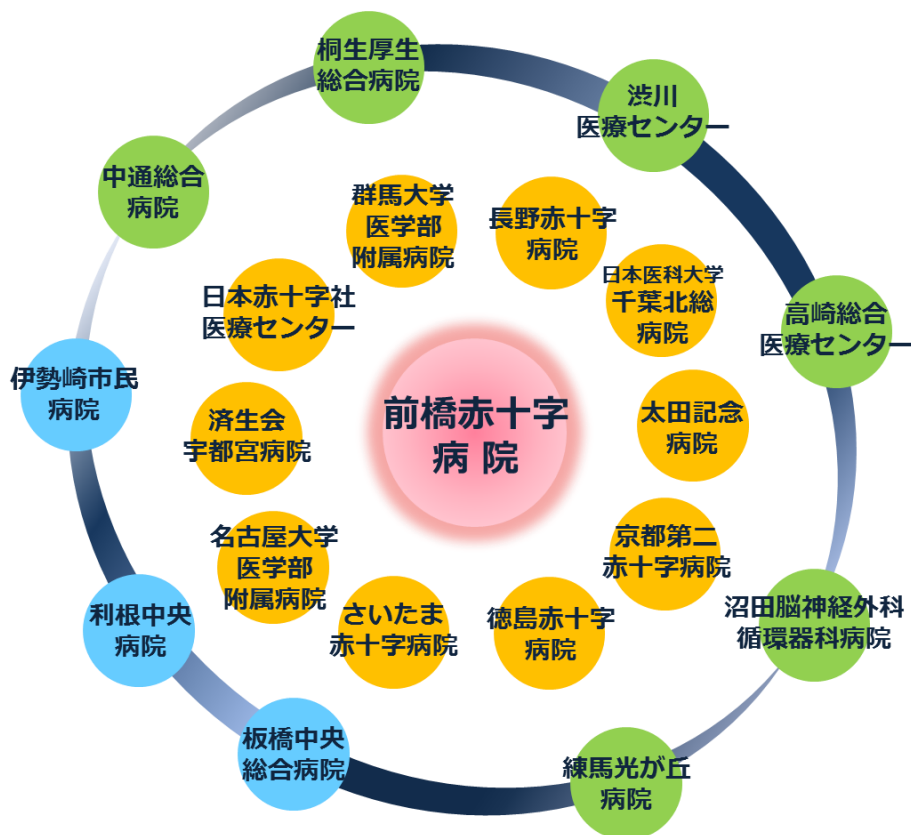 桐生厚生
総合病院
渋川
医療センター
中通総合
病院
群馬大学
医学部
附属病院
長野赤十字
病院
日本医科大学
千葉北総
病院
日本赤十字社
医療センター
高崎総合
医療センター
伊勢崎市民
病院
前橋赤十字
病院
済生会
宇都宮病院
太田記念
病院
名古屋大学
医学部
附属病院
京都第二
赤十字病院
利根中央
病院
さいたま
赤十字病院
徳島赤十字
病院
沼田脳神経外科
循環器科病院
板橋中央
総合病院
練馬光が丘
病院